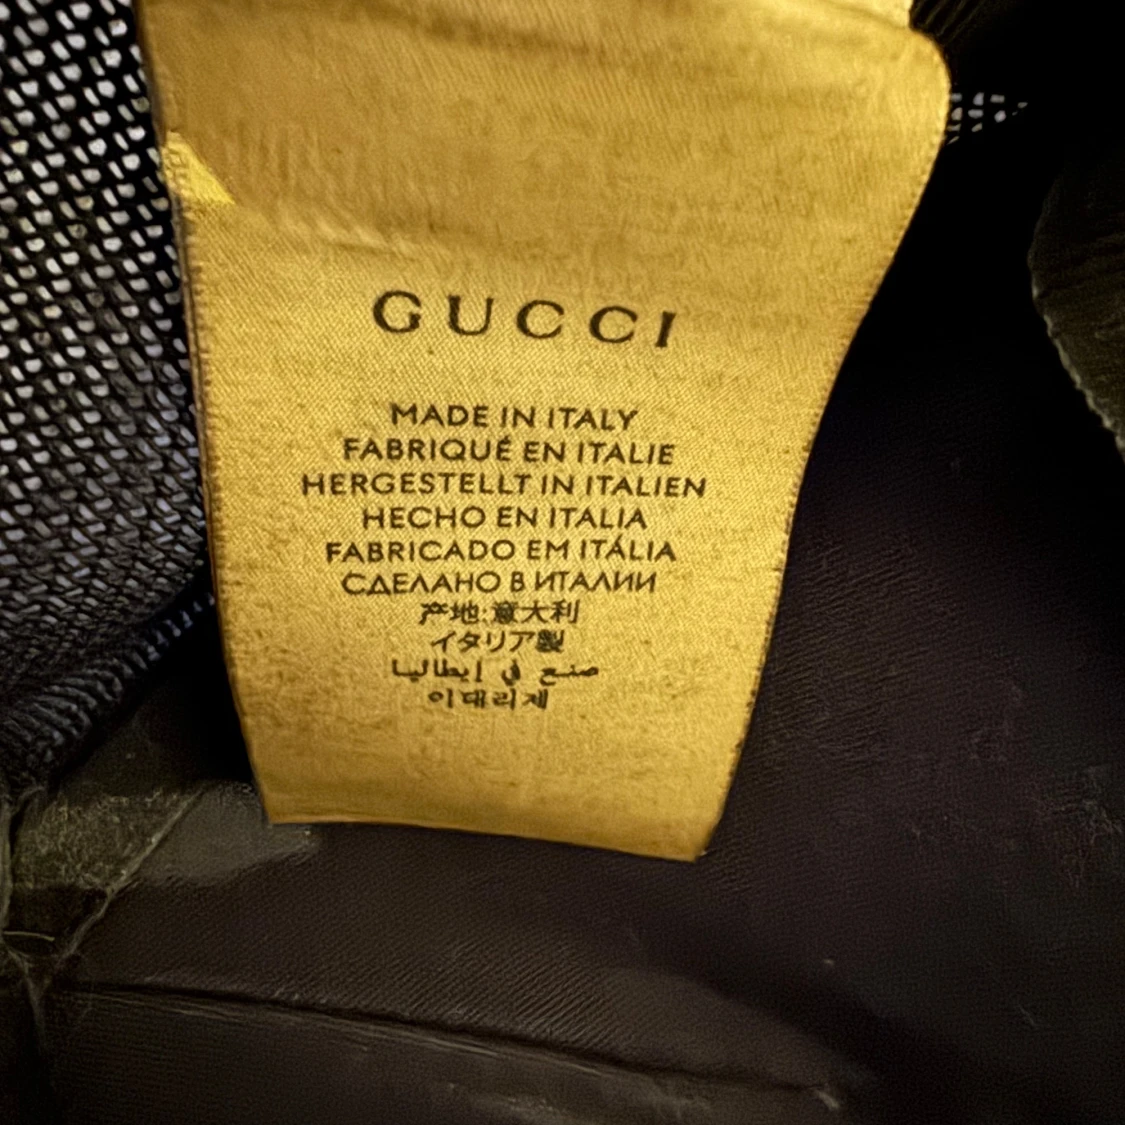 GUCCI
MADE IN ITALY
FABRIQUÉ EN ITALIE
HERGESTELLT IN ITALIEN
HECHO EN ITALIA
FABRICADO EM ITÁLIA
СДЕЛАНО В ИТАЛИИ
产地:意大利
イタリア製
صنع في إيطاليا
이태리제